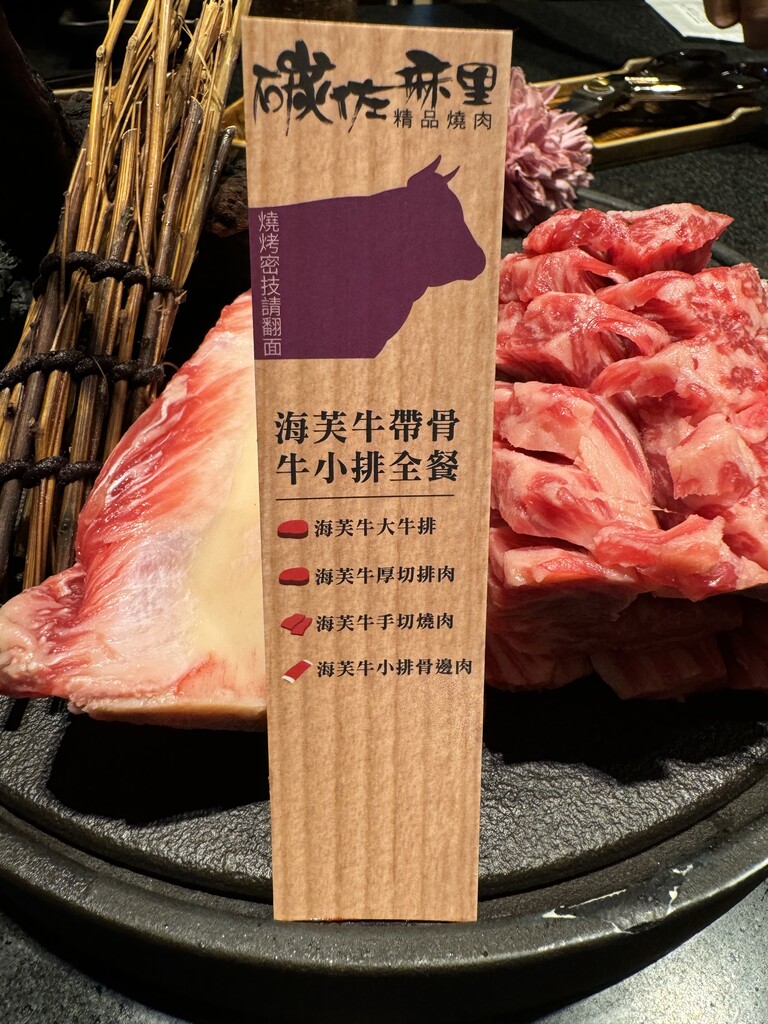 碳佐麻里
精品燒肉
燒烤密技請翻面
海芙牛帶骨
牛小排全餐
海芙牛大牛排
海芙牛厚切排肉
海芙牛手切燒肉
海芙牛小排骨邊肉